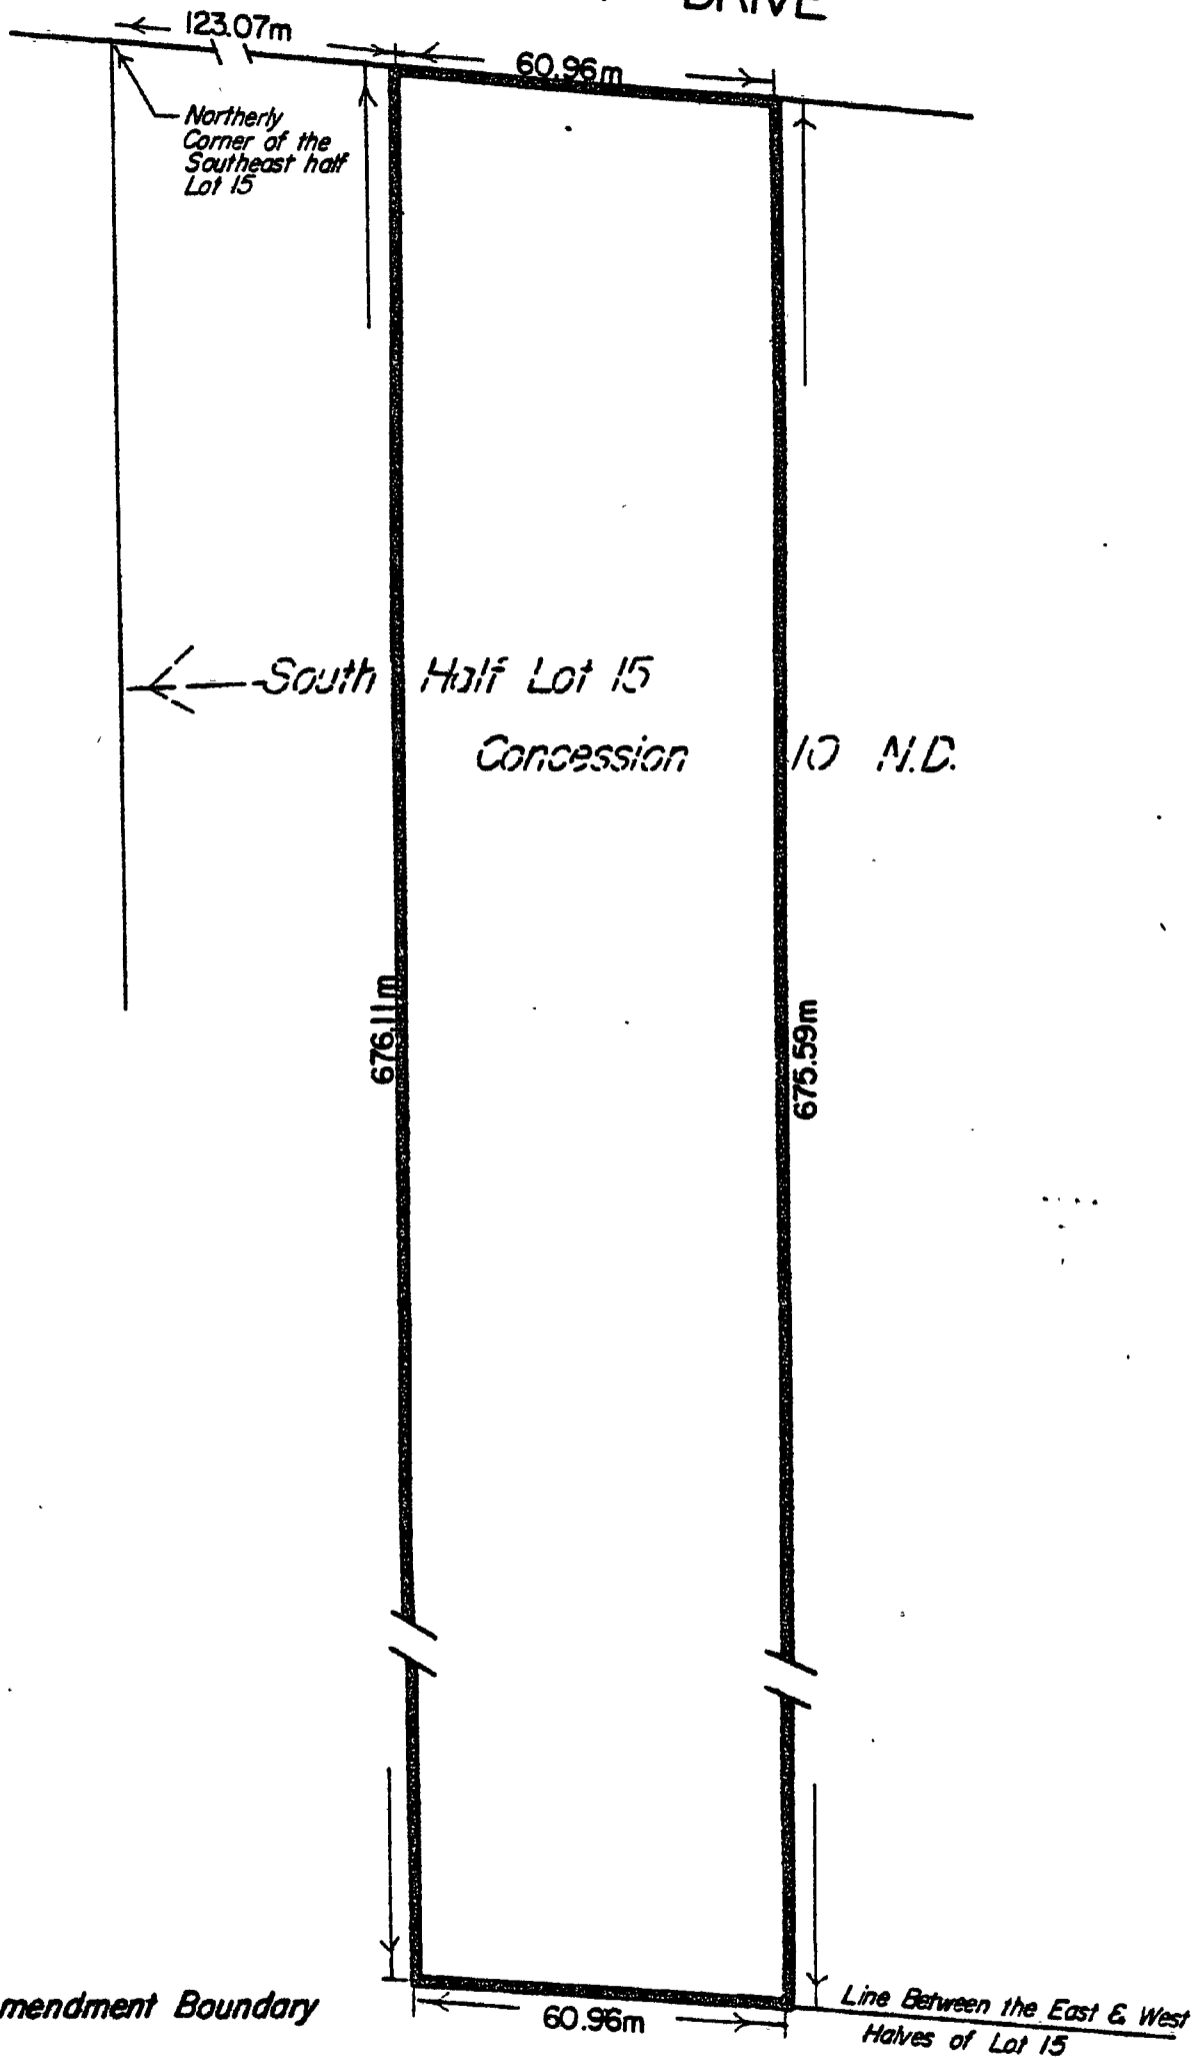 DRIVE
123.07m
60.96m
Northerly
Corner of the
Southeast half
Lot 15
South Half Lot 15
Concession 10 N.D.
676.11m
675.59m
mendment Boundary
60.96m
Line Between the East & West
Halves of Lot 15